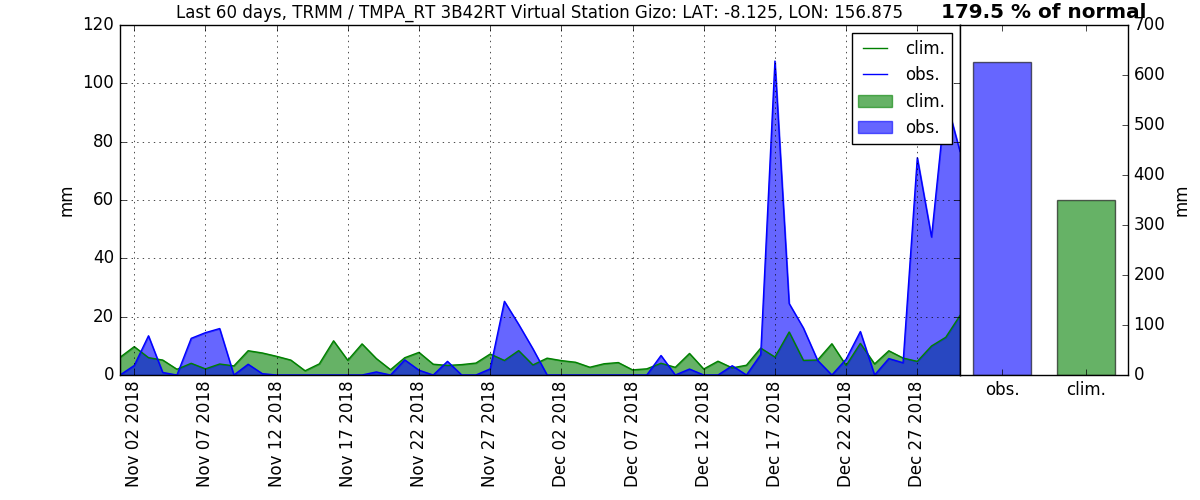 Last 60 days, TRMM / TMPA_RT 3B42RT Virtual Station Gizo: LAT: -8.125, LON: 156.875
179.5 % of normal
120
100
80
60
40
20
0
mm
clim.
obs.
clim.
obs.
700
600
500
400
300
200
100
0
mm
obs.
clim.
Nov 02 2018
Nov 07 2018
Nov 12 2018
Nov 17 2018
Nov 22 2018
Nov 27 2018
Dec 02 2018
Dec 07 2018
Dec 12 2018
Dec 17 2018
Dec 22 2018
Dec 27 2018